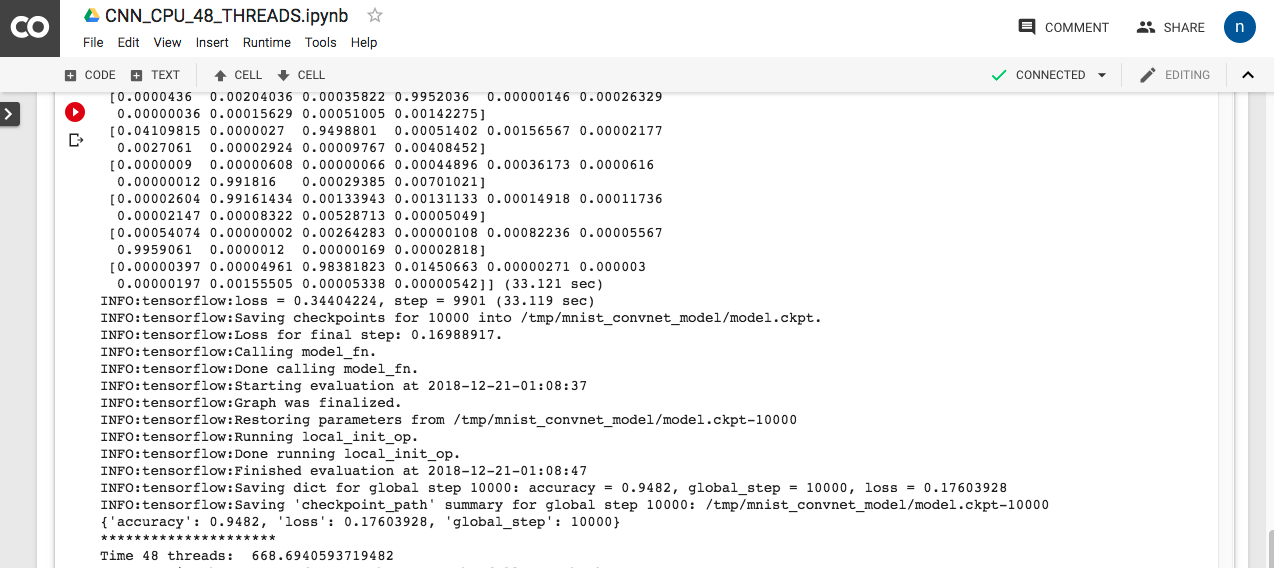 CO CNN_CPU_48_THREADS.ipynb
COMMENT SHARE n
File Edit View Insert Runtime Tools Help
CODE TEXT CELL CELL CONNECTED EDITING
[0.0000436 0.00204036 0.00035822 0.9952036 0.00000146 0.00026329
0.00000036 0.00015629 0.00051005 0.00142275]
[0.04109815 0.0000027 0.9498801 0.00051402 0.00156567 0.00002177
0.0027061 0.00002924 0.00009767 0.00408452]
[0.0000009 0.00000608 0.00000066 0.00044896 0.00036173 0.0000616
0.00000012 0.991816 0.00029385 0.00701021]
[0.00002604 0.99161434 0.00133943 0.00131133 0.00014918 0.00011736
0.00002147 0.00008322 0.00528713 0.00005049]
[0.00054074 0.00000002 0.00264283 0.00000108 0.00082236 0.00005567
0.9959061 0.0000012 0.00000169 0.00002818]
[0.00000397 0.00004961 0.98381823 0.01450663 0.00000271 0.000003
0.00000197 0.00155505 0.00005338 0.00000542]] (33.121 sec)
INFO:tensorflow:loss = 0.34404224, step = 9901 (33.119 sec)
INFO:tensorflow:Saving checkpoints for 10000 into /tmp/mnist_convnet_model/model.ckpt.
INFO:tensorflow:Loss for final step: 0.16988917.
INFO:tensorflow:Calling model_fn.
INFO:tensorflow:Done calling model_fn.
INFO:tensorflow:Starting evaluation at 2018-12-21-01:08:37
INFO:tensorflow:Graph was finalized.
INFO:tensorflow:Restoring parameters from /tmp/mnist_convnet_model/model.ckpt-10000
INFO:tensorflow:Running local_init_op.
INFO:tensorflow:Done running local_init_op.
INFO:tensorflow:Finished evaluation at 2018-12-21-01:08:47
INFO:tensorflow:Saving dict for global step 10000: accuracy = 0.9482, global_step = 10000, loss = 0.17603928
INFO:tensorflow:Saving 'checkpoint_path' summary for global step 10000: /tmp/mnist_convnet_model/model.ckpt-10000
{'accuracy': 0.9482, 'loss': 0.17603928, 'global_step': 10000}
*********************
Time 48 threads: 668.6940593719482